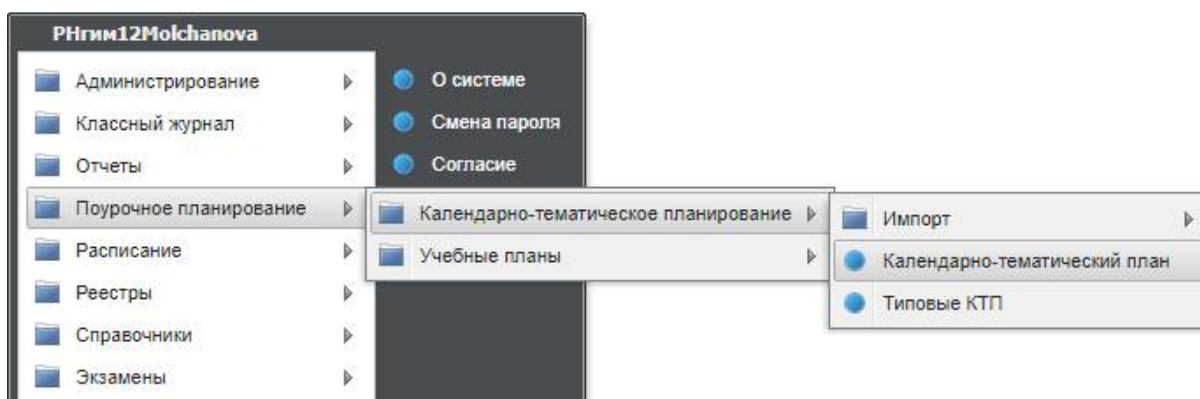 РНгим12Molchanova
Администрирование
О системе
Классный журнал
Смена пароля
Отчеты
Согласие
Поурочное планирование
Календарно-тематическое планирование
Импорт
Расписание
Учебные планы
Календарно-тематический план
Реестры
Типовые КТП
Справочники
Экзамены